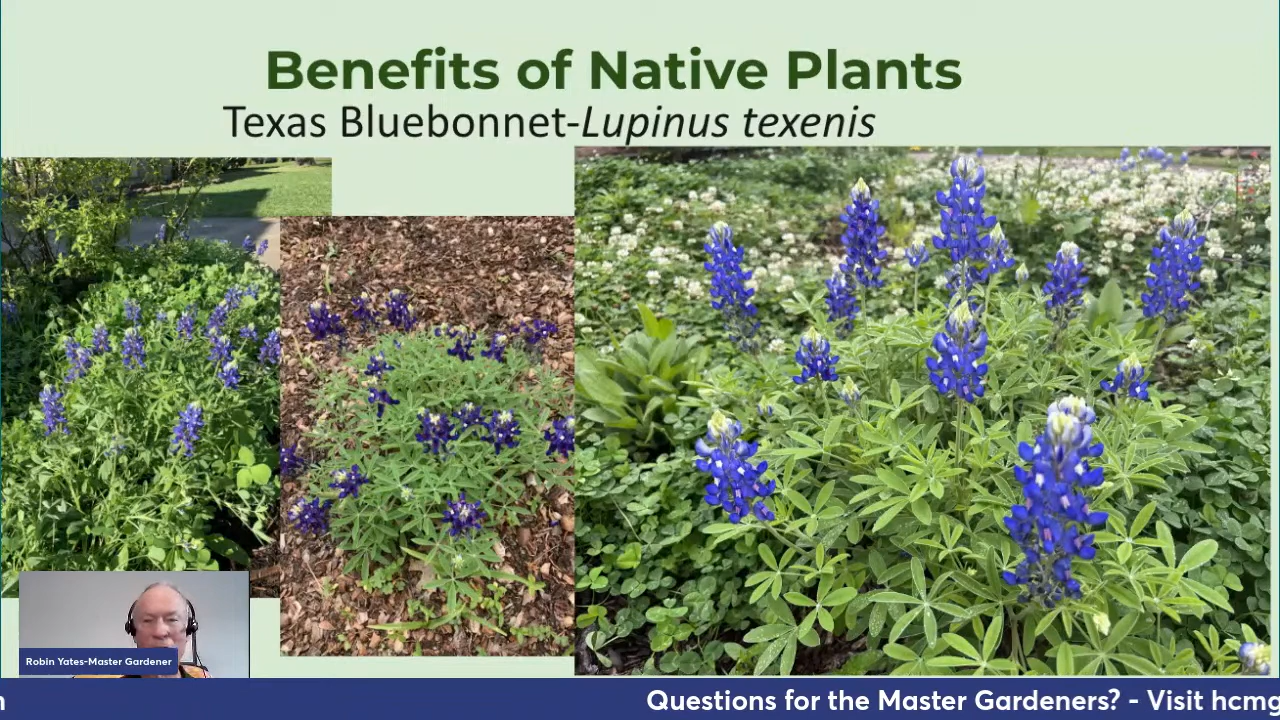 Benefits of Native Plants
Texas Bluebonnet-Lupinus texenis
Robin Yates-Master Gardener
Questions for the Master Gardeners? - Visit